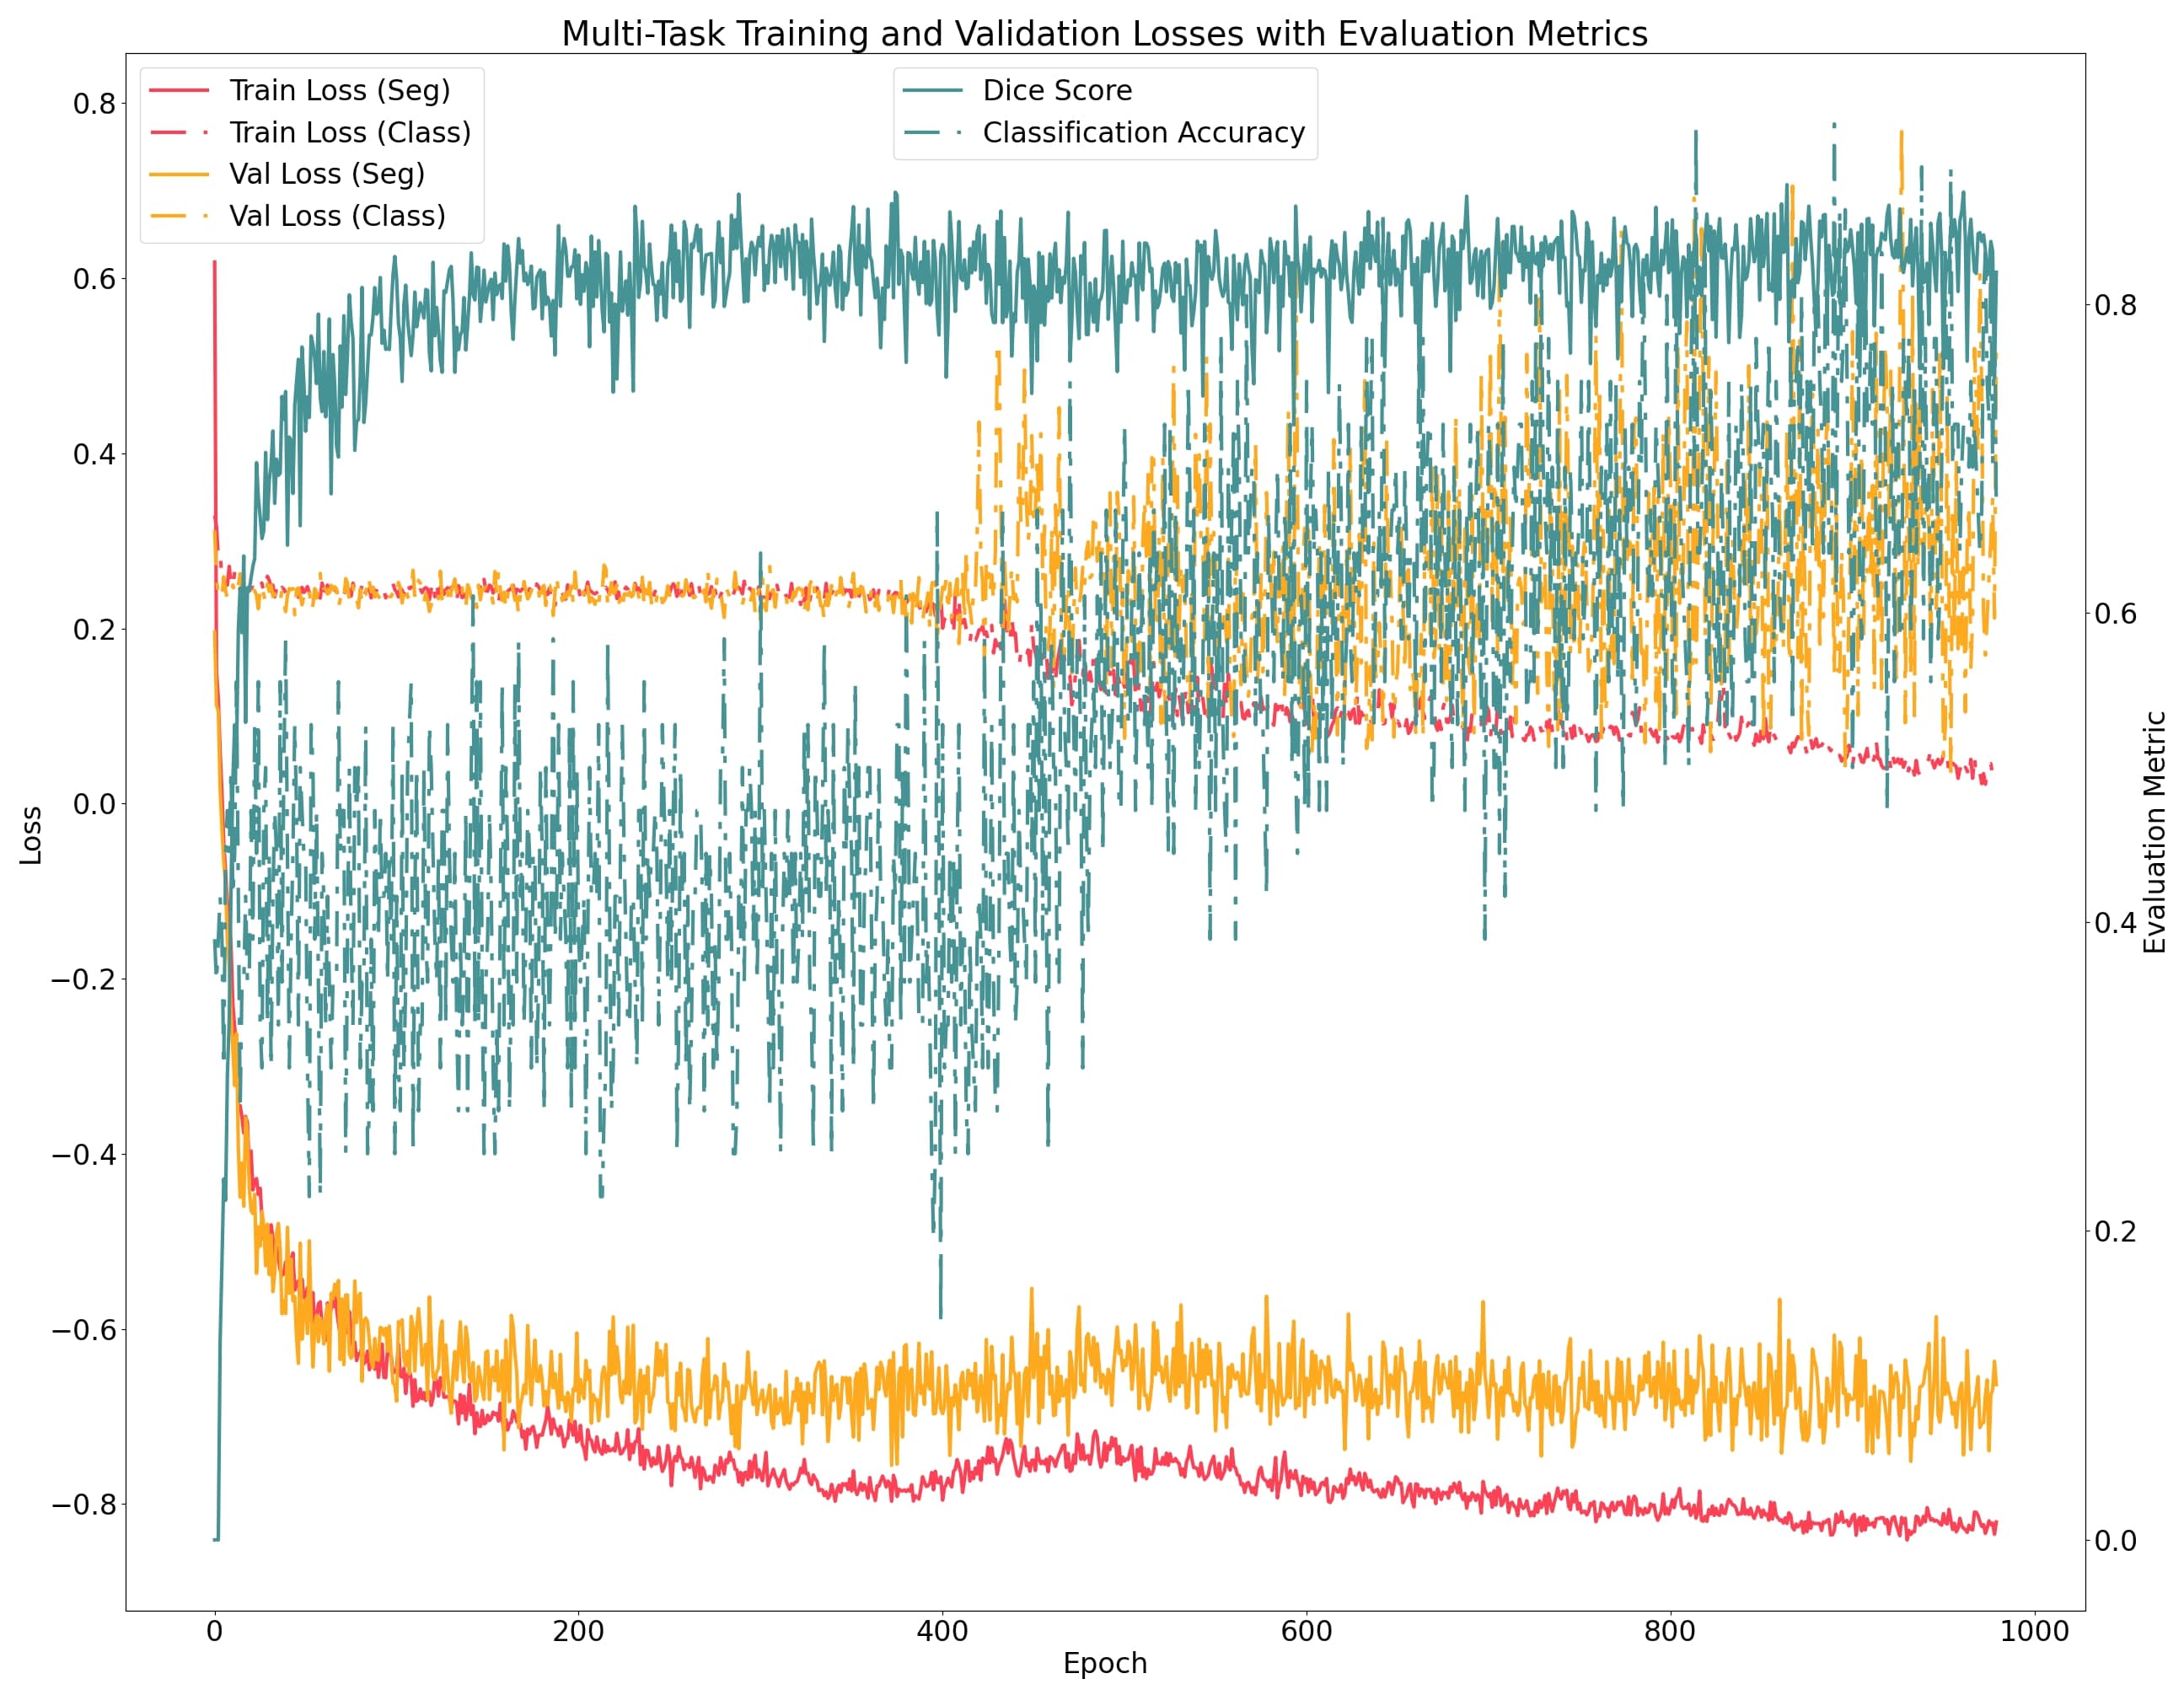 Multi-Task Training and Validation Losses with Evaluation Metrics
Train Loss (Seg)
Train Loss (Class)
Val Loss (Seg)
Val Loss (Class)
Dice Score
Classification Accuracy
Loss
0.8
0.6
0.4
0.2
0.0
−0.2
−0.4
−0.6
−0.8
0.8
0.6
0.4
0.2
0.0
Evaluation Metric
0
200
400
600
800
1000
Epoch